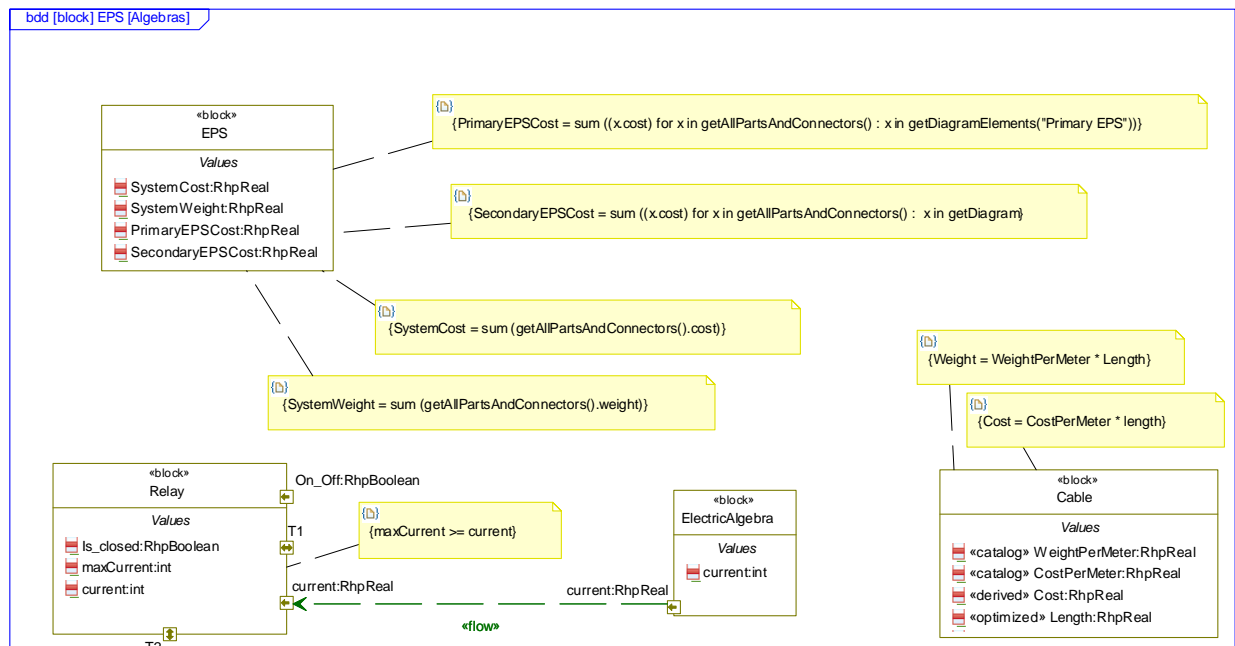 bdd [block] EPS [Algebras]
«block»
EPS
Values
SystemCost:RhpReal
SystemWeight:RhpReal
PrimaryEPSCost:RhpReal
SecondaryEPSCost:RhpReal
{PrimaryEPSCost = sum ((x.cost) for x in getAllPartsAndConnectors() : x in getDiagramElements("Primary EPS"))}
{SecondaryEPSCost = sum ((x.cost) for x in getAllPartsAndConnectors() : x in getDiagram}
{SystemCost = sum (getAllPartsAndConnectors().cost)}
{SystemWeight = sum (getAllPartsAndConnectors().weight)}
{Weight = WeightPerMeter * Length}
{Cost = CostPerMeter * length}
«block»
Relay
Values
Is_closed:RhpBoolean
maxCurrent:int
current:int
On_Off:RhpBoolean
T1
current:RhpReal
{maxCurrent >= current}
«flow»
current:RhpReal
«block»
ElectricAlgebra
Values
current:int
«block»
Cable
Values
«catalog» WeightPerMeter:RhpReal
«catalog» CostPerMeter:RhpReal
«derived» Cost:RhpReal
«optimized» Length:RhpReal